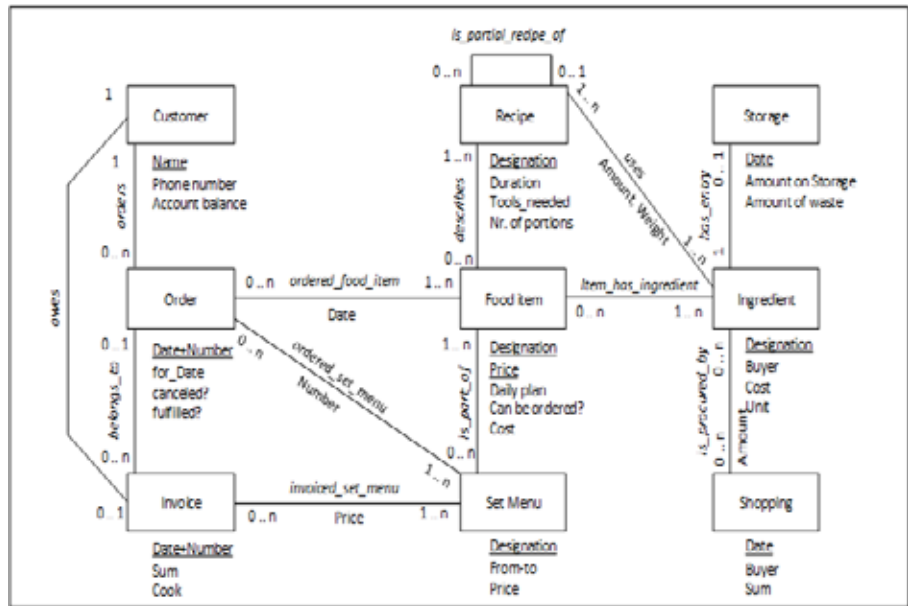 is_partial_recipe_of
0..n
0..1
1
1..n
Customer
Recipe
Storage
Name
Phone number
Account balance
1
orders
0..n
1..n
describes
0..n
Designation
Duration
Tools_needed
Nr. of portions
uses
Amount, Weight
1..n
Date
Amount on Storage
Amount of waste
0..1
has_entry
owes
Order
0..n
ordered_food_item
1..n
Date
Food item
Item_has_ingredient
0..n
1..n
Ingredient
Date+Number
for_Date
canceled?
fulfilled?
0..1
belongs_to
0..n
0..n
ordered_set_menu
Number
1..n
1..n
is_part_of
0..n
Designation
Price
Daily plan
Can be ordered?
Cost
0..n
is_procured_by
Amount
0..n
Designation
Buyer
Cost
Unit
Invoice
0..1
invoiced_set_menu
0..n
Price
1..n
Set Menu
Shopping
Date+Number
Sum
Cook
Designation
From-to
Price
Date
Buyer
Sum